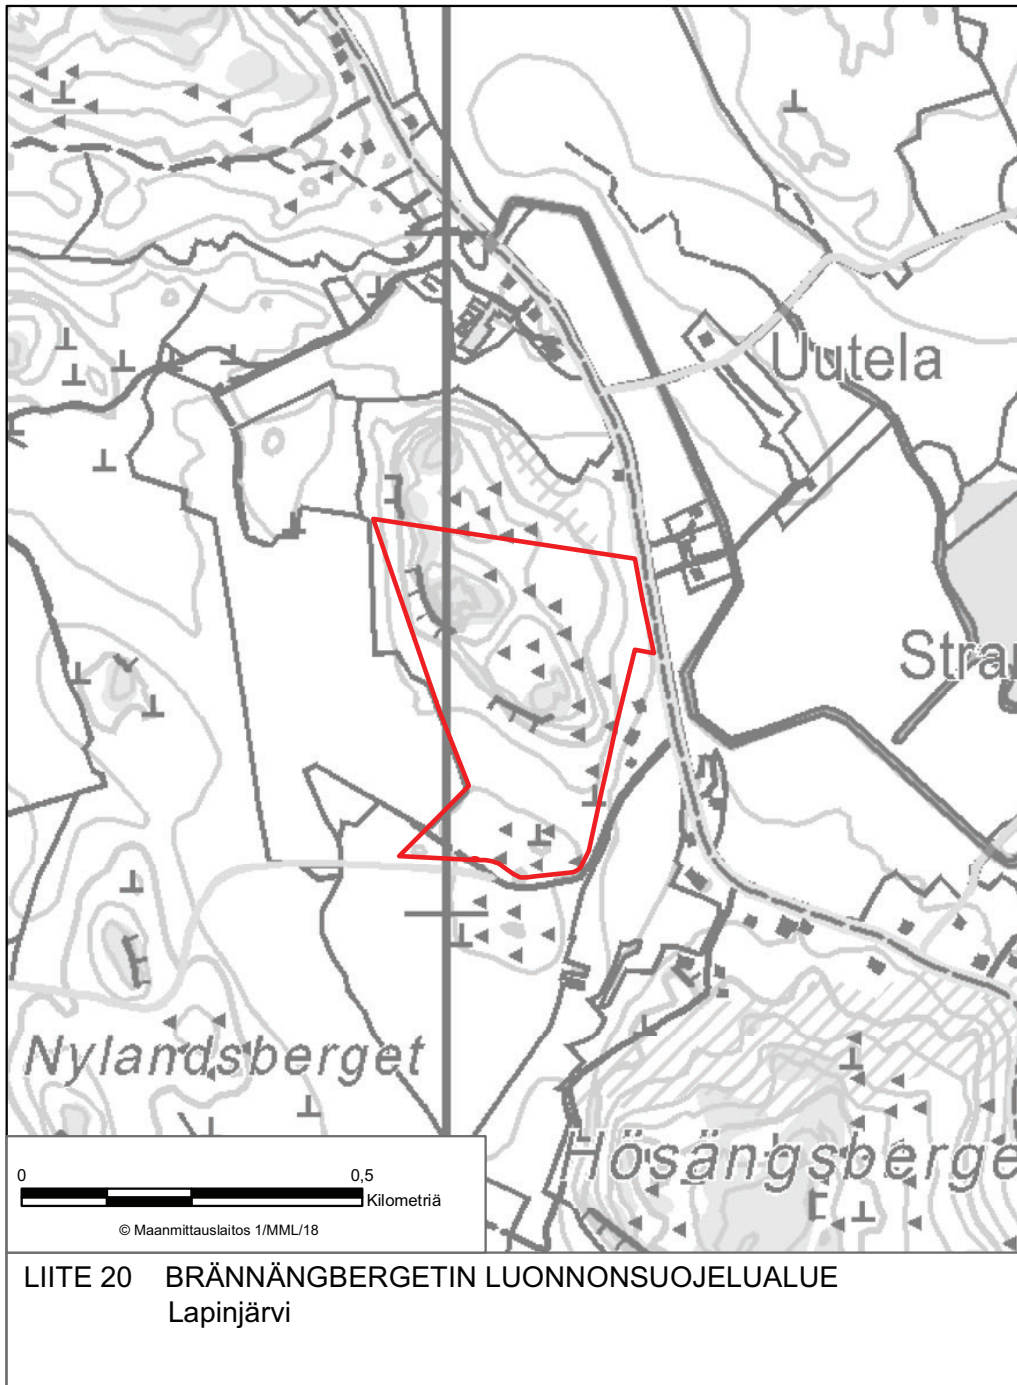 Uutela
Stra
Nylandsberget
Hösängsberge
0 0,5
Kilometriä
© Maanmittauslaitos 1/MML/18
LIITE 20 BRÄNNÄNGBERGETIN LUONNONSUOJELUALUE
Lapinjärvi